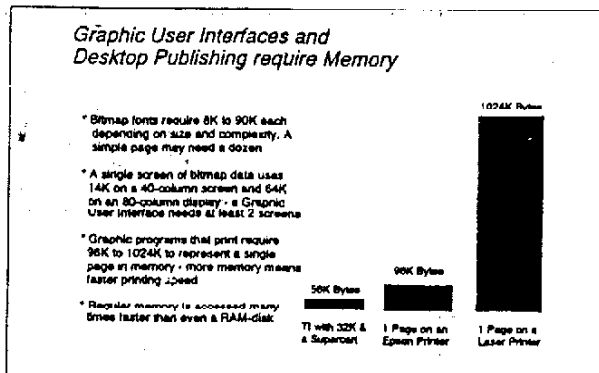 Graphic User Interfaces and
Desktop Publishing require Memory
* Bitmap fonts require 8K to 90K each
depending on size and complexity. A
simple page may need a dozen
* A single screen of bitmap data uses
14K on a 40-column screen and 64K
on an 80-column display - a Graphic
User Interface needs at least 2 screens
* Graphic programs that print require
96K to 1024K to represent a single
page in memory - more memory means
faster printing speed
* Regular memory is accessed many
times faster than even a RAM-disk
56K Bytes
96K Bytes
1024K Bytes
TI with 32K &
a Supercart
1 Page on an
Epson Printer
1 Page on a
Laser Printer